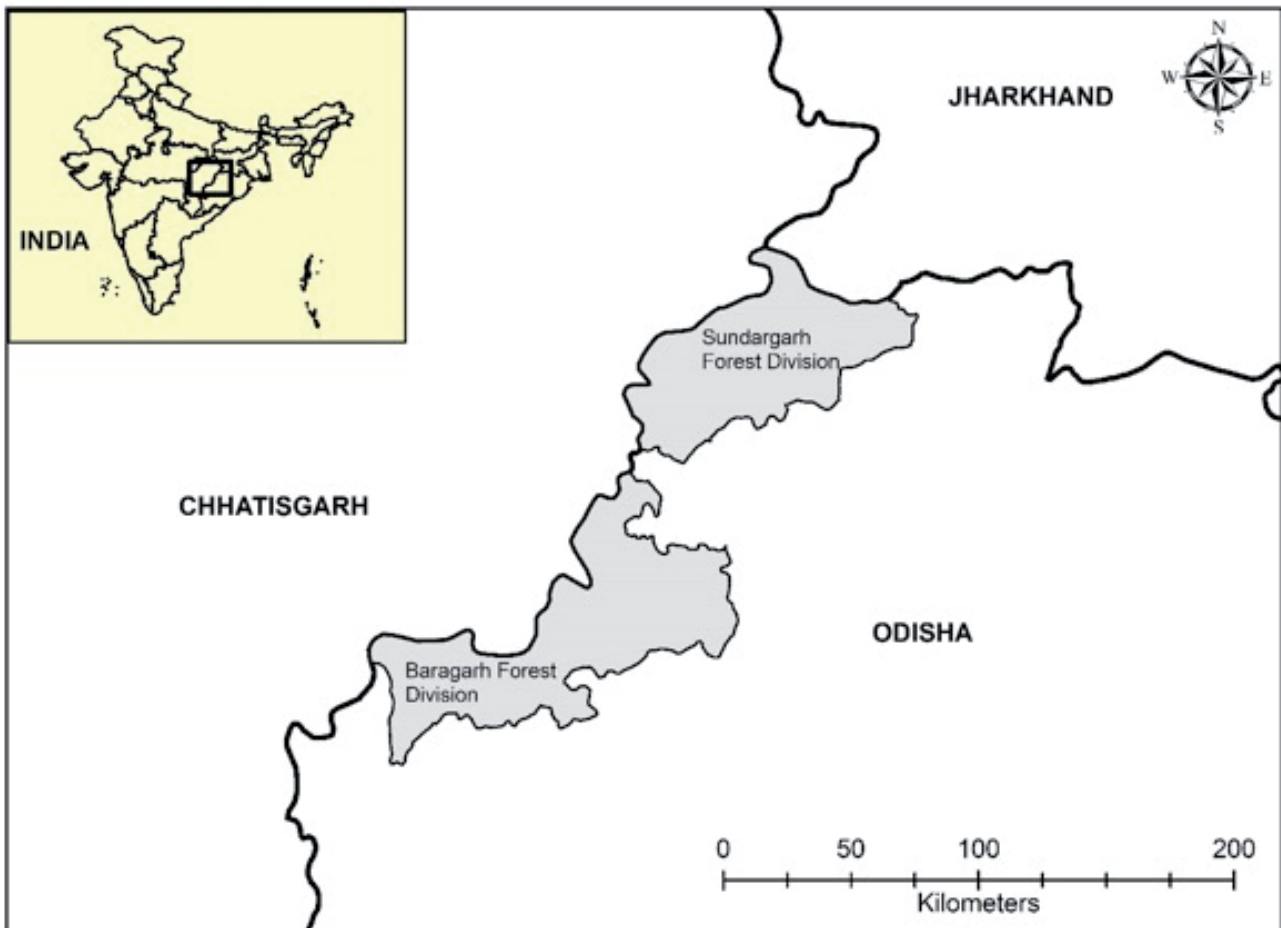 INDIA
N
W
E
S
JHARKHAND
Sundargarh
Forest Division
CHHATISGARH
ODISHA
Baragarh Forest
Division
0 50 100 200
Kilometers